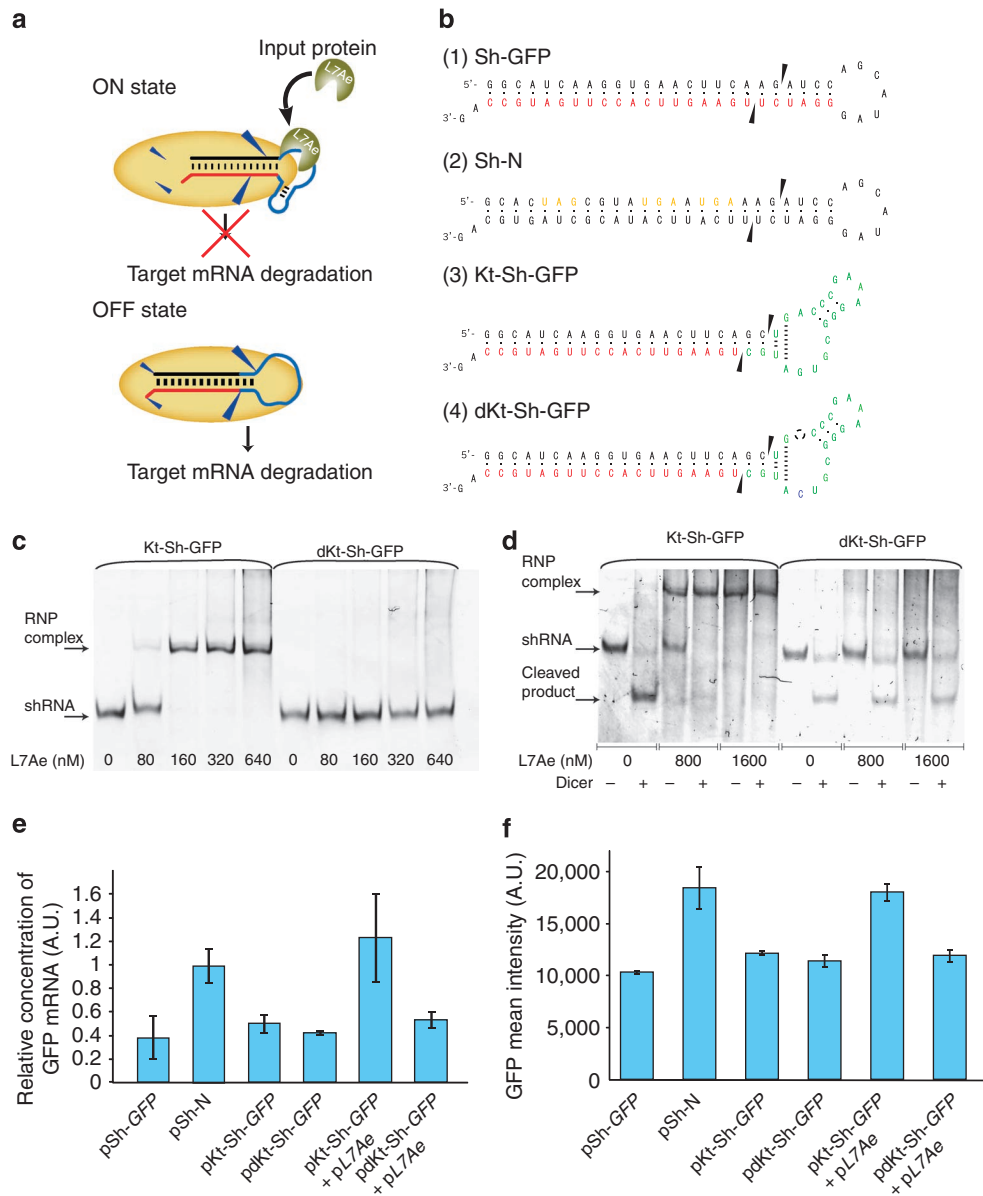 a
Input protein
L7Ae
ON state
L7Ae
Target mRNA degradation
OFF state
Target mRNA degradation
b
(1) Sh-GFP
5'- G G C A U C A A G G U G A A C U U C A A G A U C C A G C A U A G
3'-G A C C G U A G U U C C A C U U G A A G U U C U A G G
(2) Sh-N
5'- G C A C U A G C G U A U G A A U G A A A G A U C C A G C A U A G
3'-G A C G U G A U C G C A U A C U U A C U U U C U A G G
(3) Kt-Sh-GFP
5'- G G C A U C A A G G U G A A C U U C A G C U G A C C C G A A A
3'-G A C C G U A G U U C C A C U U G A A G U C G U A G U C G G G G A
(4) dKt-Sh-GFP
5'- G G C A U C A A G G U G A A C U U C A G C U G C C C G A A A
3'-G A C C G U A G U U C C A C U U G A A G U C G U A C U G C G G G A
c
Kt-Sh-GFP dKt-Sh-GFP
RNP
complex
shRNA
L7Ae (nM) 0 80 160 320 640 0 80 160 320 640
d
Kt-Sh-GFP dKt-Sh-GFP
RNP
complex
shRNA
Cleaved
product
L7Ae (nM) 0 800 1600 0 800 1600
Dicer – + – + – + – + – + – +
e
Relative concentration of
GFP mRNA (A.U.)
1.6
1.4
1.2
1
0.8
0.6
0.4
0.2
0
pSh-GFP
pSh-N
pKt-Sh-GFP
pdKt-Sh-GFP
pKt-Sh-GFP
+ pL7Ae
pdKt-Sh-GFP
+ pL7Ae
f
GFP mean intensity (A.U.)
20,000
15,000
10,000
5,000
0
pSh-GFP
pSh-N
pKt-Sh-GFP
pdKt-Sh-GFP
pKt-Sh-GFP
+ pL7Ae
pdKt-Sh-GFP
+ pL7Ae